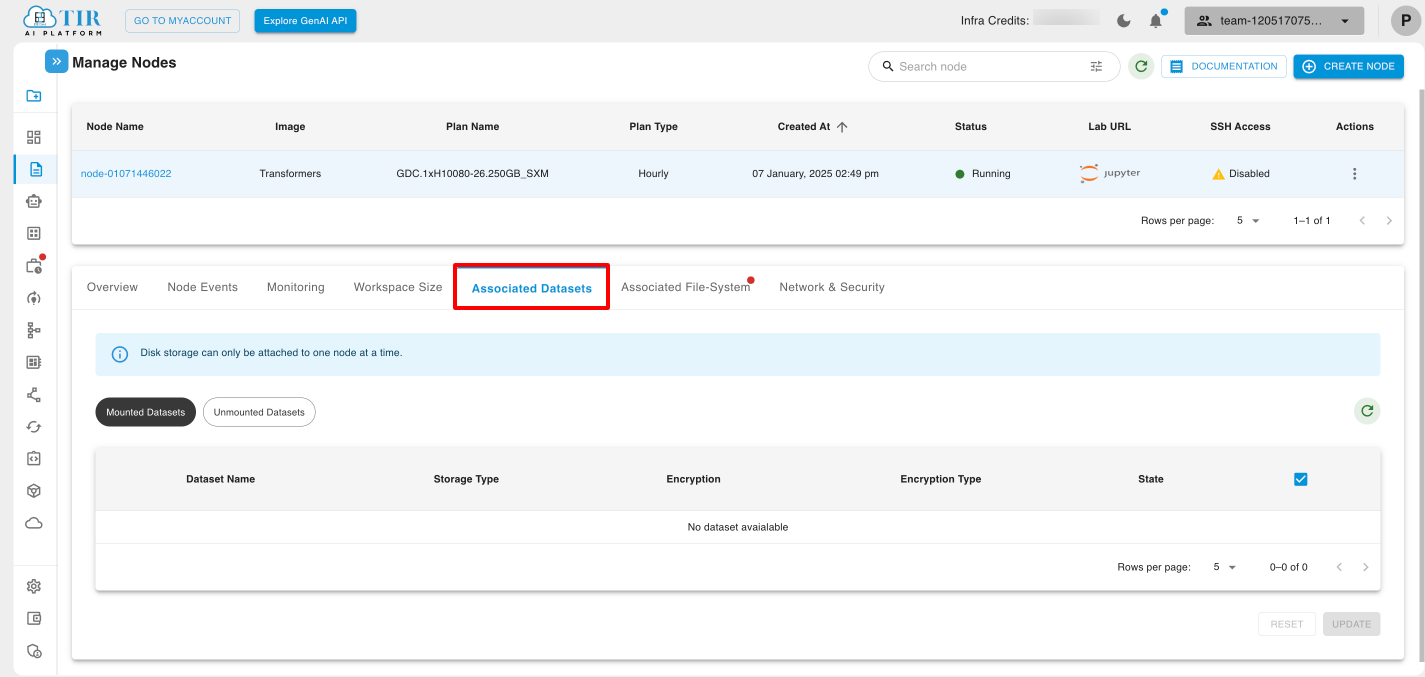 TIR
AI PLATFORM
GO TO MYACCOUNT
Explore GenAI API
Infra Credits:
team-120517075...
P
Manage Nodes
Search node
DOCUMENTATION
CREATE NODE
Node Name Image Plan Name Plan Type Created At Status Lab URL SSH Access Actions
node-01071446022 Transformers GDC.1xH10080-26.250GB_SXM Hourly 07 January, 2025 02:49 pm Running jupyter Disabled
Rows per page: 5 1–1 of 1
Overview Node Events Monitoring Workspace Size Associated Datasets Associated File-System Network & Security
Disk storage can only be attached to one node at a time.
Mounted Datasets Unmounted Datasets
Dataset Name Storage Type Encryption Encryption Type State
No dataset avaialable
Rows per page: 5 0–0 of 0
RESET UPDATE